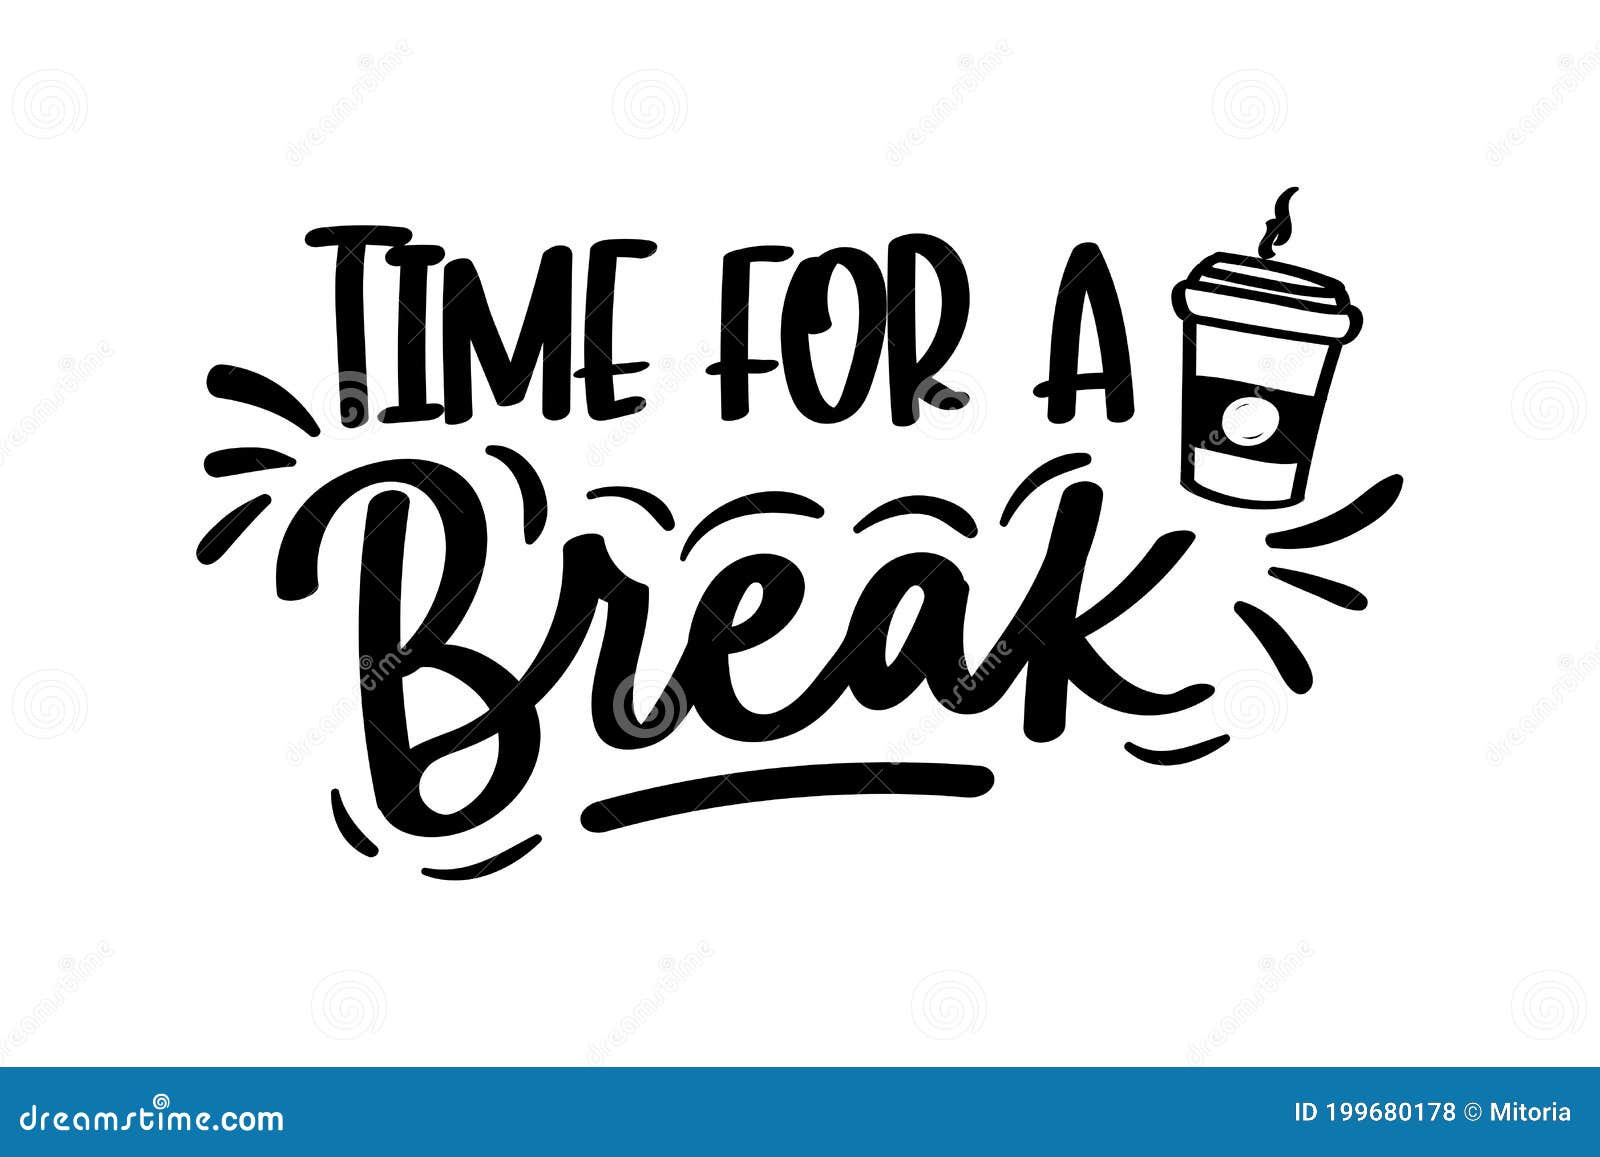 TIME FOR A
Break
dreamstime.com
ID 199680178 © Mitoria